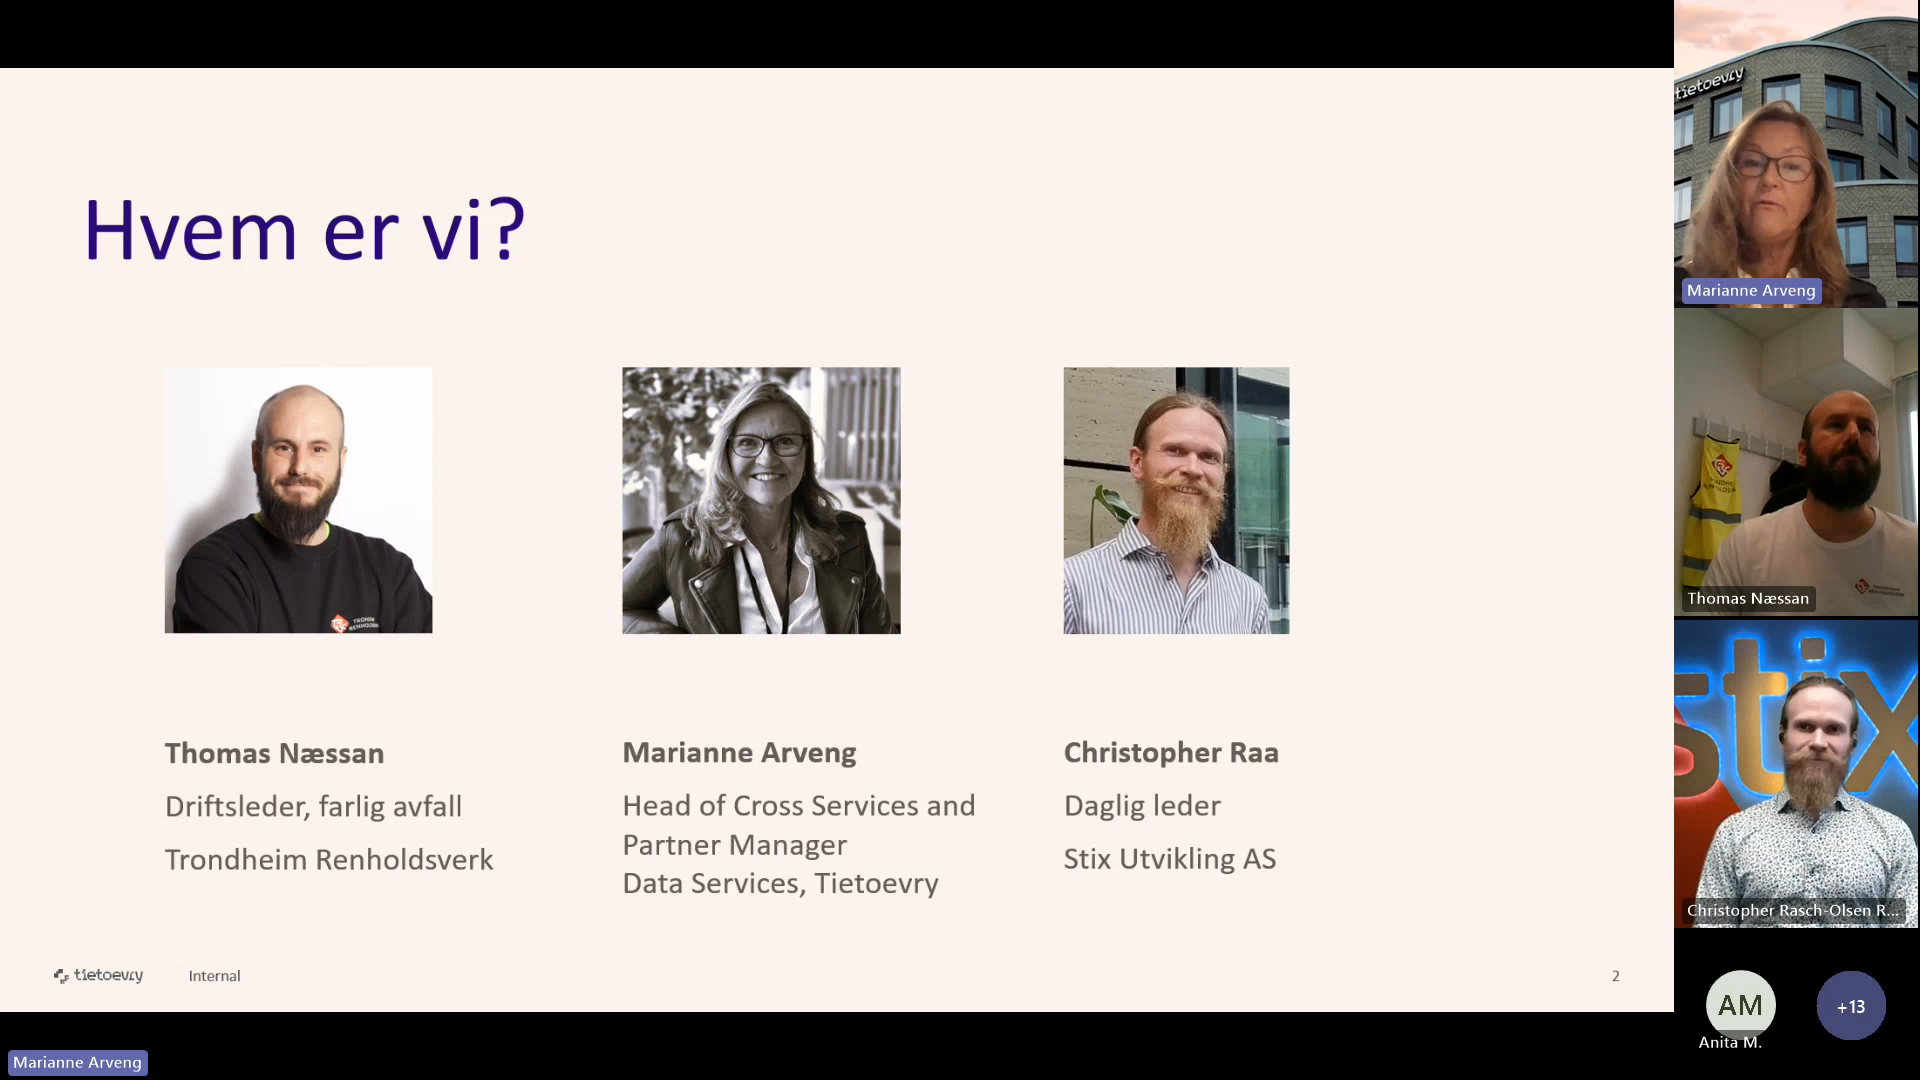 Hvem er vi?
Thomas Næssan
Driftsleder, farlig avfall
Trondheim Renholdsverk
Marianne Arveng
Head of Cross Services and
Partner Manager
Data Services, Tietoevry
Christopher Raa
Daglig leder
Stix Utvikling AS
tietoevry
Internal
2
tietoevry
Marianne Arveng
Thomas Næssan
stix
Christopher Rasch-Olsen R...
AM
Anita M.
+13
Marianne Arveng